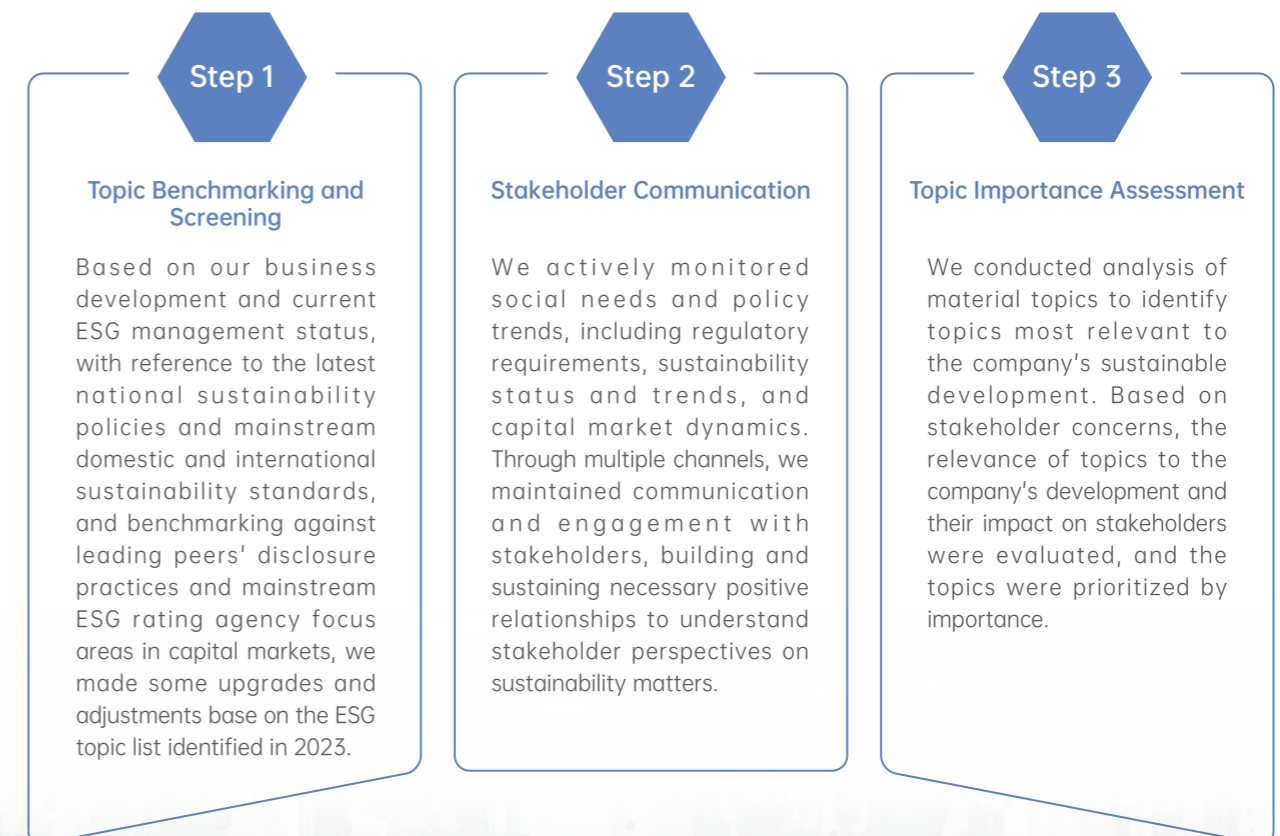 Step 1
Topic Benchmarking and
Screening
Based on our business
development and current
ESG management status,
with reference to the latest
national sustainability
policies and mainstream
domestic and international
sustainability standards,
and benchmarking against
leading peers’ disclosure
practices and mainstream
ESG rating agency focus
areas in capital markets, we
made some upgrades and
adjustments base on the ESG
topic list identified in 2023.
Step 2
Stakeholder Communication
We actively monitored
social needs and policy
trends, including regulatory
requirements, sustainability
status and trends, and
capital market dynamics.
Through multiple channels, we
maintained communication
and engagement with
stakeholders, building and
sustaining necessary positive
relationships to understand
stakeholder perspectives on
sustainability matters.
Step 3
Topic Importance Assessment
We conducted analysis of
material topics to identify
topics most relevant to
the company’s sustainable
development. Based on
stakeholder concerns, the
relevance of topics to the
company’s development and
their impact on stakeholders
were evaluated, and the
topics were prioritized by
importance.